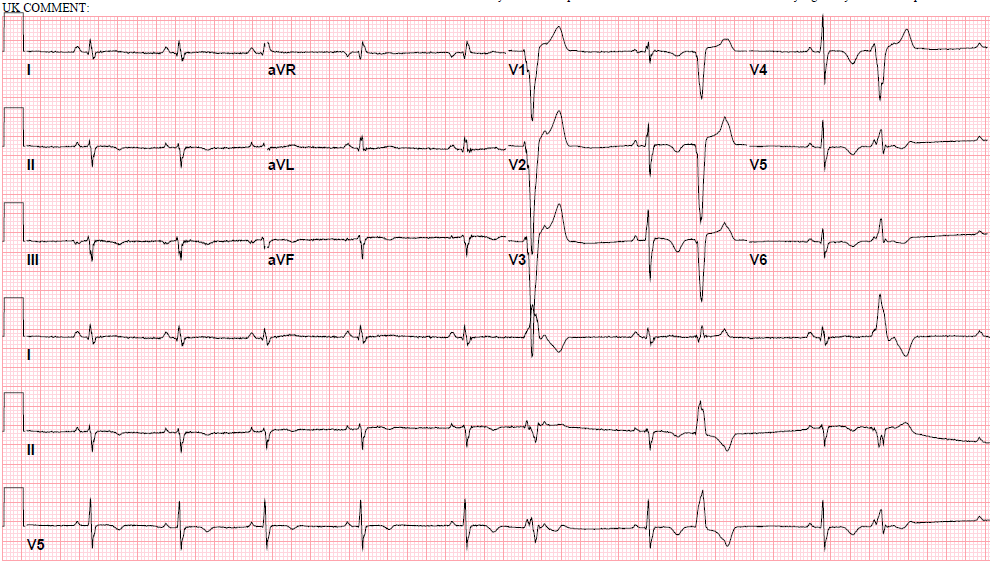 UK COMMENT:
I aVR V1 V4
II aVL V2 V5
III aVF V3 V6
I
II
V5